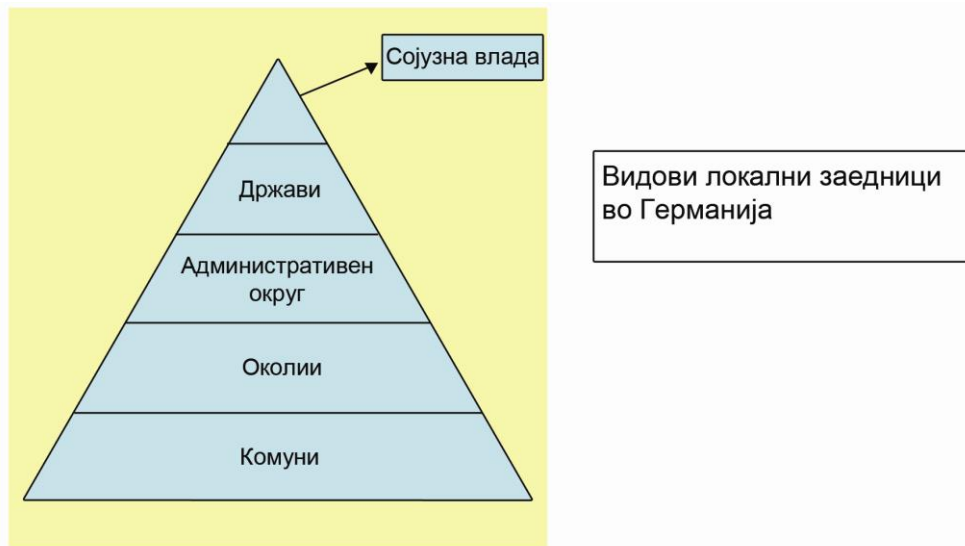 Сојузна влада
Држави
Административен
округ
Околии
Комуни
Видови локални заедници
во Германија